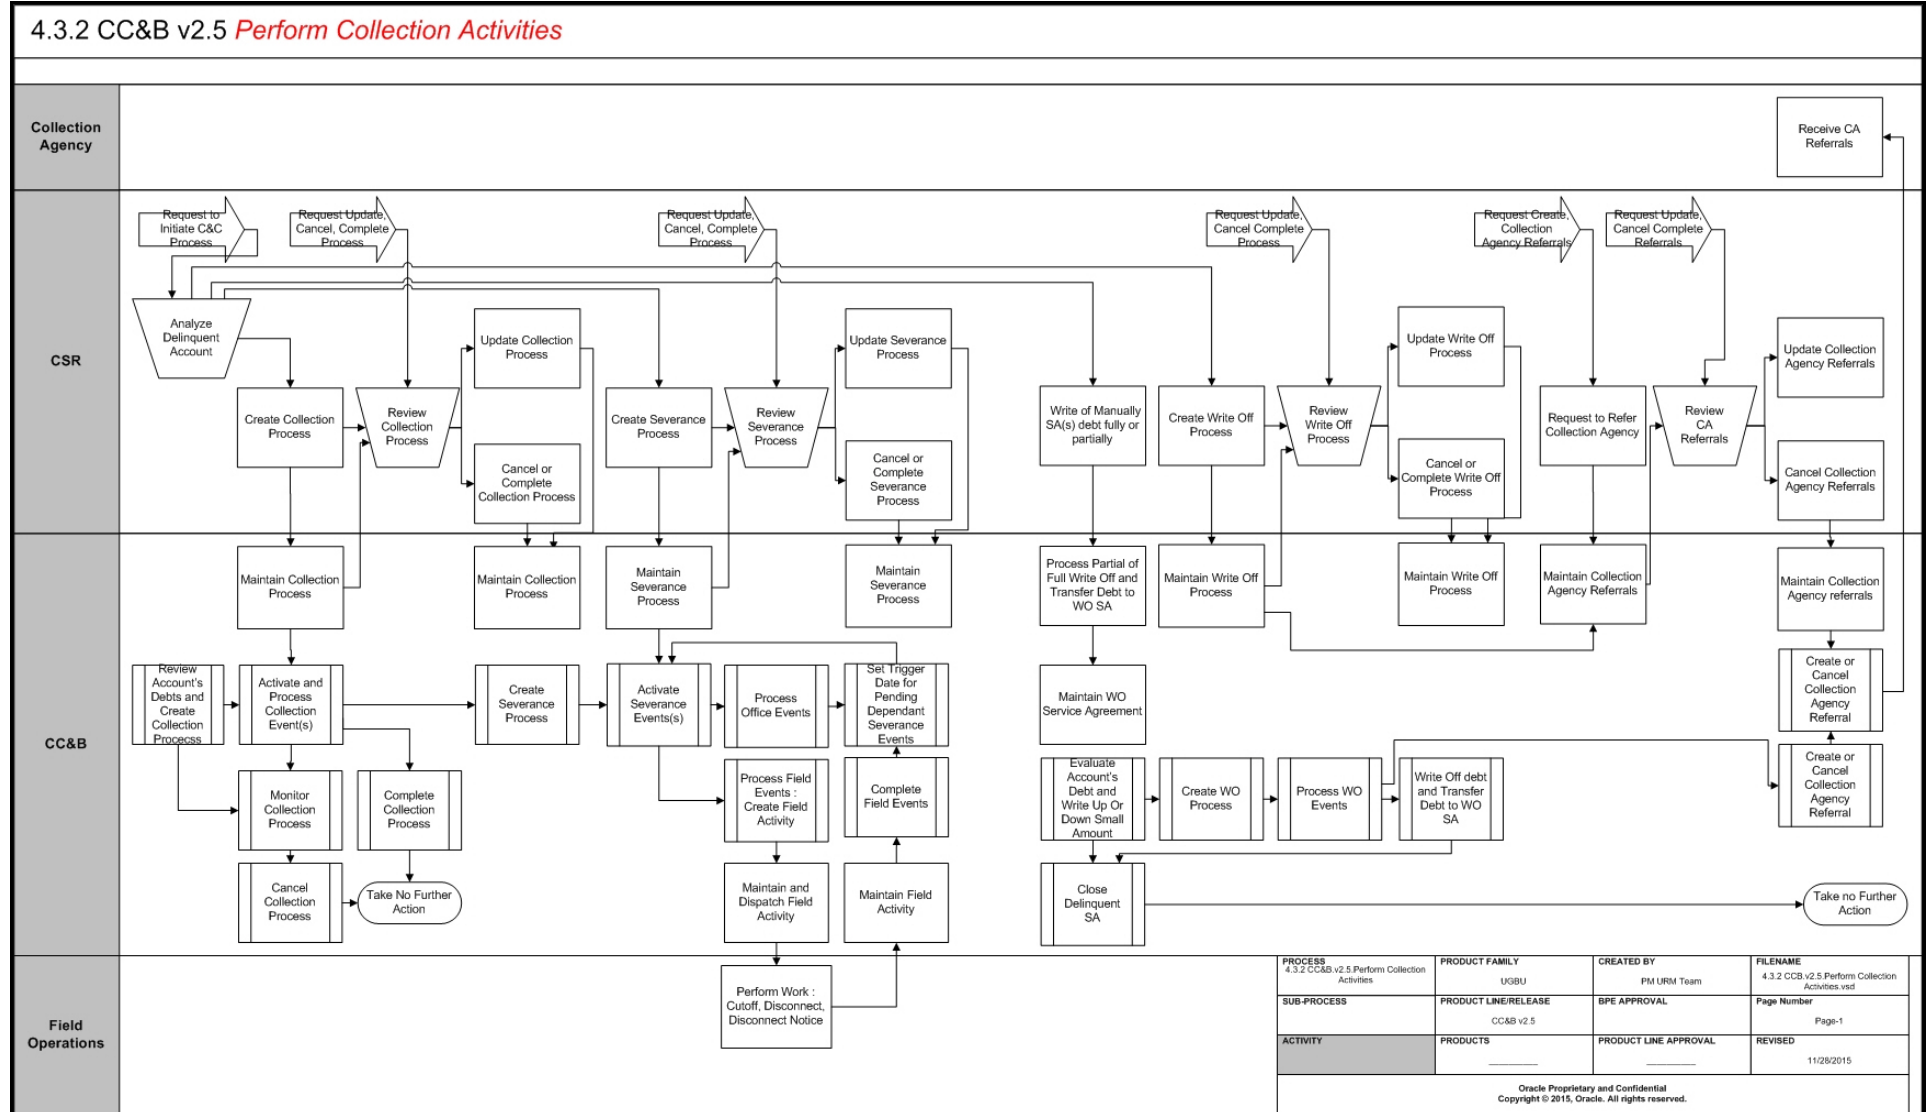 4.3.2 CC&B v2.5 Perform Collection Activities
Collection
Agency
Receive CA
Referrals
CSR
Request to
Initiate C&C
Process
Request Update,
Cancel, Complete
Process
Request Update,
Cancel, Complete
Process
Request Update,
Cancel Complete
Process
Request Create,
Collection
Agency Referrals
Request Update,
Cancel Complete
Referrals
Analyze
Delinquent
Account
Update Collection
Process
Update Severance
Process
Update Write Off
Process
Update Collection
Agency Referrals
Create Collection
Process
Review
Collection
Process
Create Severance
Process
Review
Severance
Process
Write of Manually
SA(s) debt fully or
partially
Create Write Off
Process
Review
Write Off
Process
Request to Refer
Collection Agency
Review
CA
Referrals
Cancel or
Complete
Collection Process
Cancel or
Complete
Severance
Process
Cancel or
Complete Write Off
Process
Cancel Collection
Agency Referrals
CC&B
Maintain Collection
Process
Maintain Collection
Process
Maintain
Severance
Process
Maintain
Severance
Process
Process Partial of
Full Write Off and
Transfer Debt to
WO SA
Maintain Write Off
Process
Maintain Write Off
Process
Maintain Collection
Agency Referrals
Maintain Collection
Agency referrals
Review
Account's
Debts and
Create
Collection
Procecss
Activate and
Process
Collection
Event(s)
Create
Severance
Process
Activate
Severance
Events(s)
Process
Office Events
Set Trigger
Date for
Pending
Dependant
Severance
Events
Maintain WO
Service Agreement
Create or
Cancel
Collection
Agency
Referral
Monitor
Collection
Process
Complete
Collection
Process
Process Field
Events :
Create Field
Activity
Complete
Field Events
Evaluate
Account's
Debt and
Write Up Or
Down Small
Amount
Create WO
Process
Process WO
Events
Write Off debt
and Transfer
Debt to WO
SA
Create or
Cancel
Collection
Agency
Referral
Cancel
Collection
Process
Take No Further
Action
Maintain and
Dispatch Field
Activity
Maintain Field
Activity
Close
Delinquent
SA
Take no Further
Action
Field
Operations
Perform Work :
Cutoff, Disconnect,
Disconnect Notice
PROCESS
4.3.2 CC&B.v2.5.Perform Collection
Activities
PRODUCT FAMILY
UGBU
CREATED BY
PM URM Team
FILENAME
4.3.2 CCB.v2.5.Perform Collection
Activities.vsd
SUB-PROCESS
PRODUCT LINE/RELEASE
CC&B v2.5
BPE APPROVAL
Page Number
Page-1
ACTIVITY
PRODUCTS
PRODUCT LINE APPROVAL
REVISED
11/28/2015
Oracle Proprietary and Confidential
Copyright © 2015, Oracle. All rights reserved.